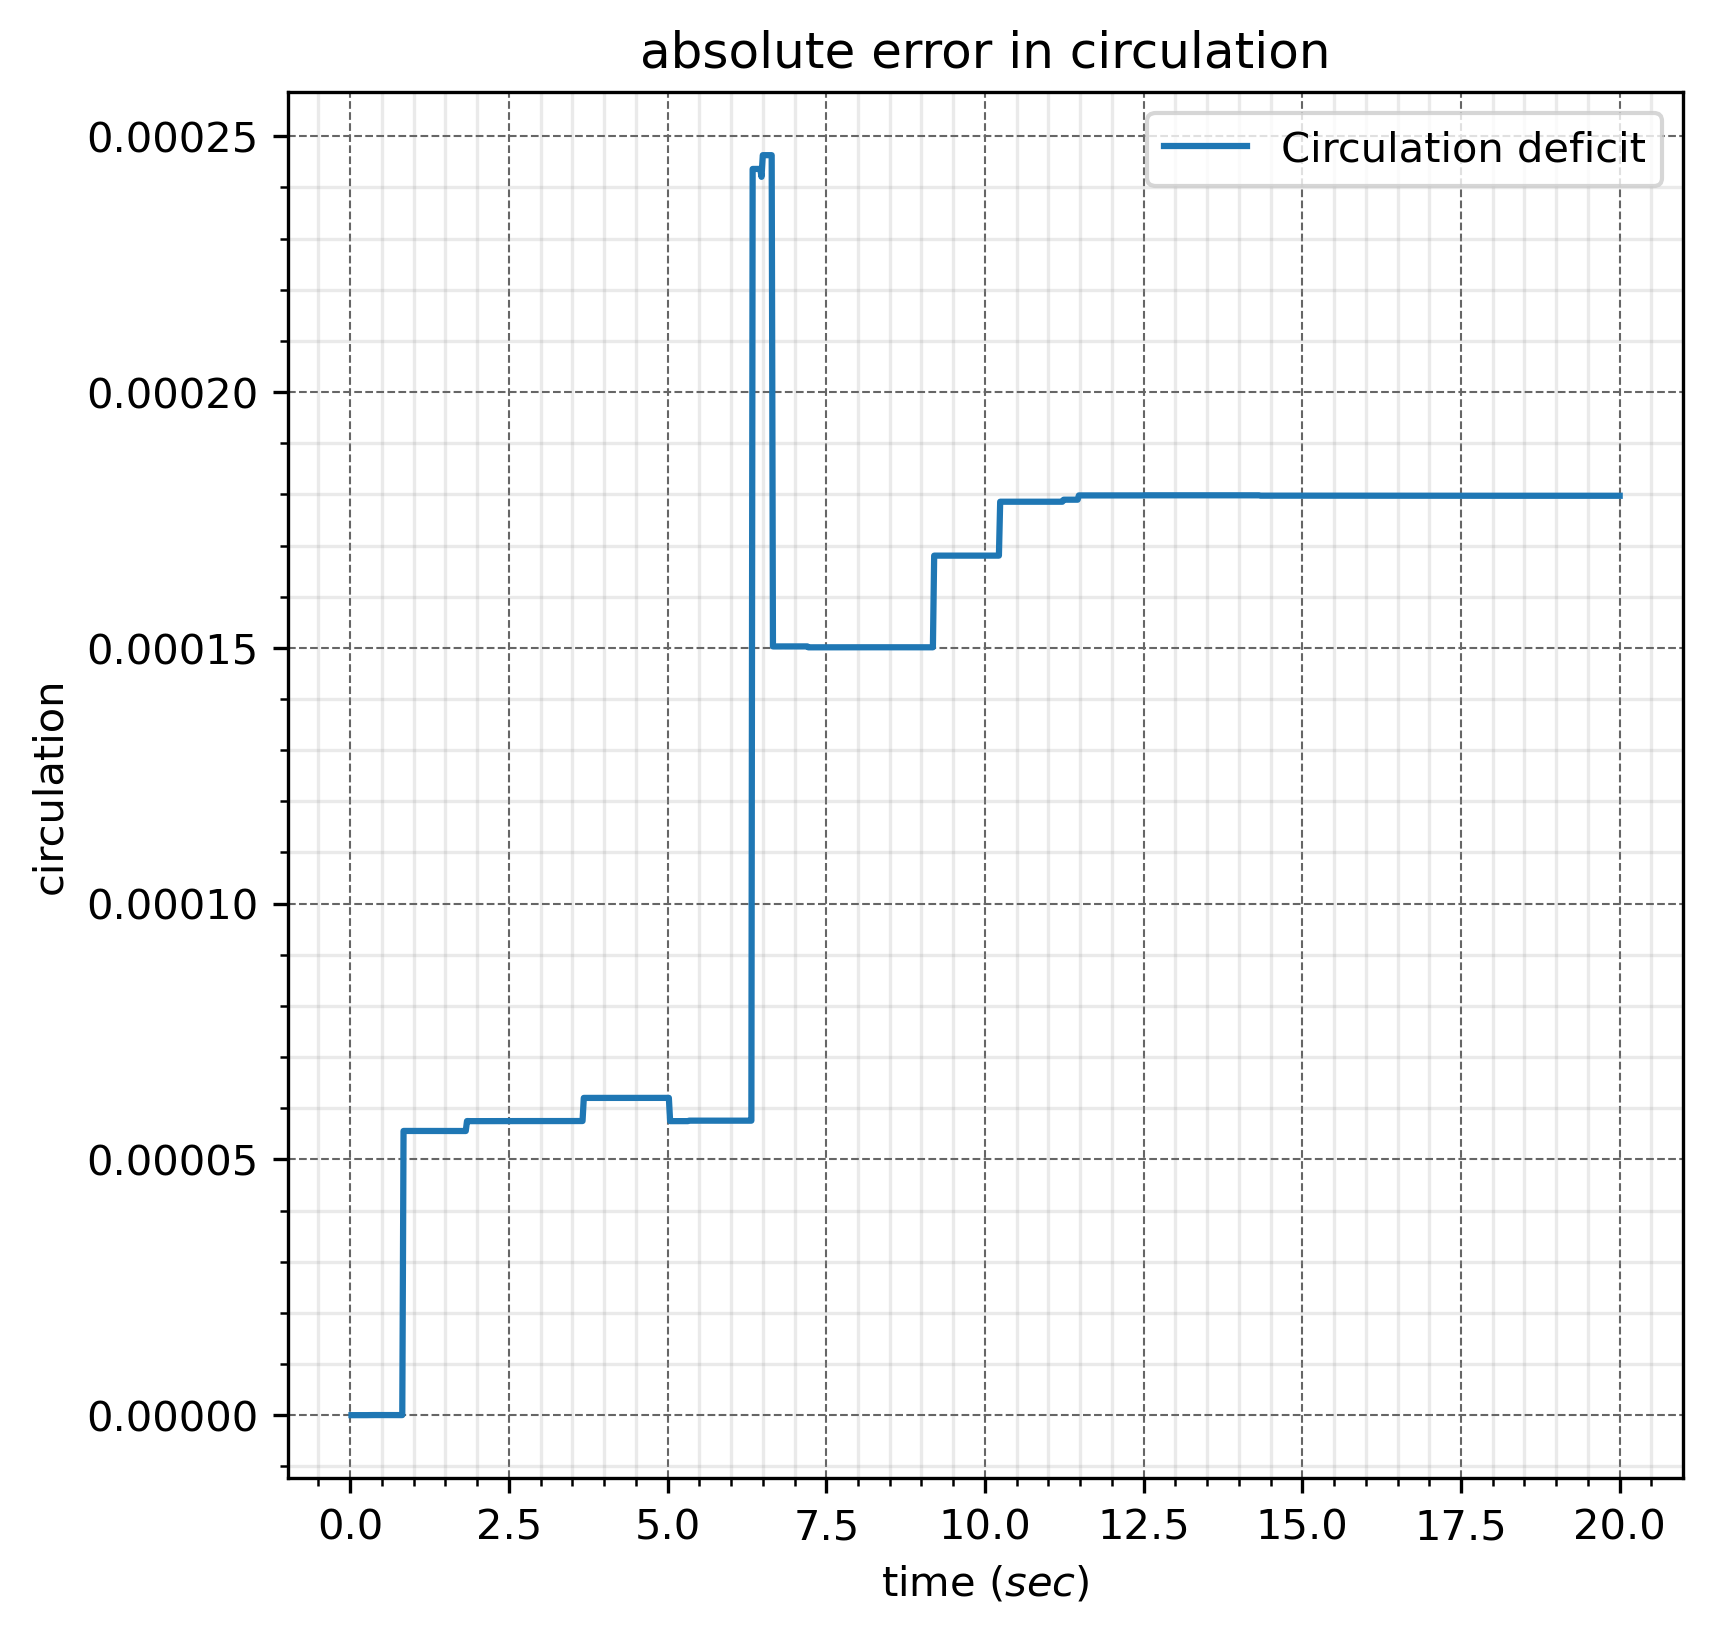 absolute error in circulation
Circulation deficit
0.00025
0.00020
0.00015
0.00010
0.00005
0.00000
circulation
0.0 2.5 5.0 7.5 10.0 12.5 15.0 17.5 20.0
time (sec)